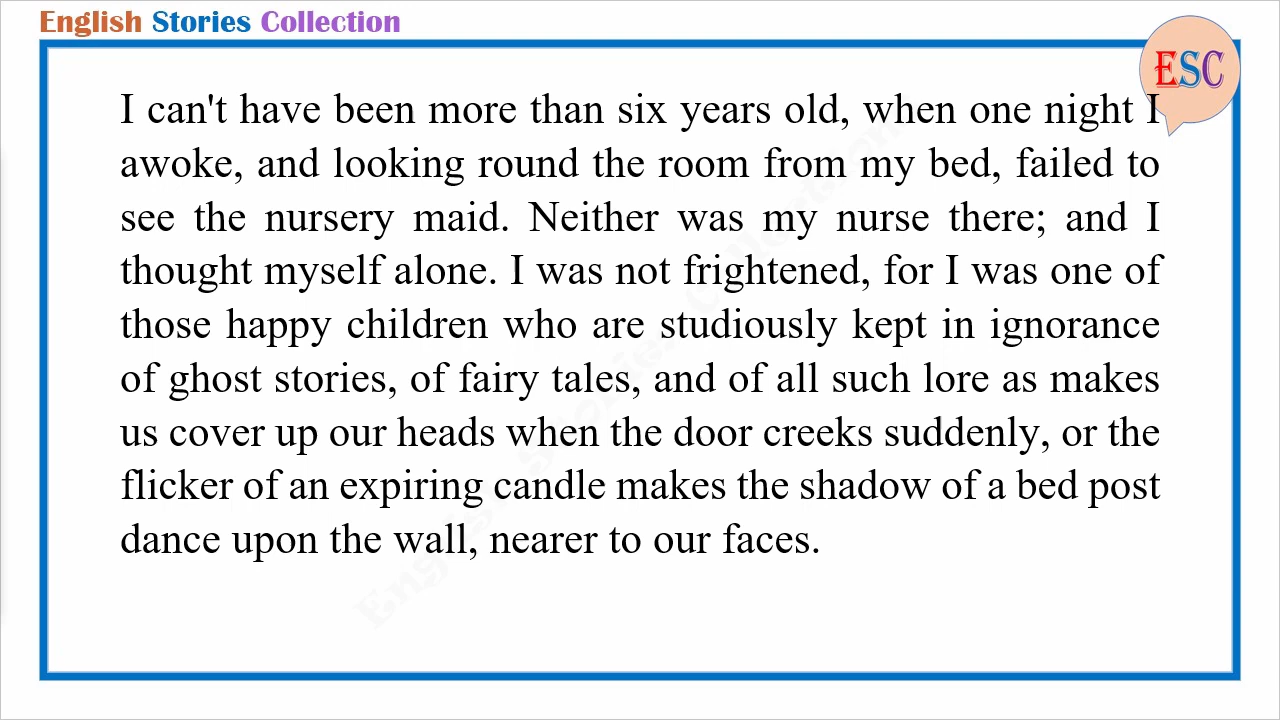 English Stories Collection
ESC
I can't have been more than six years old, when one night I
awoke, and looking round the room from my bed, failed to
see the nursery maid. Neither was my nurse there; and I
thought myself alone. I was not frightened, for I was one of
those happy children who are studiously kept in ignorance
of ghost stories, of fairy tales, and of all such lore as makes
us cover up our heads when the door creeks suddenly, or the
flicker of an expiring candle makes the shadow of a bed post
dance upon the wall, nearer to our faces.
English Stories Collection